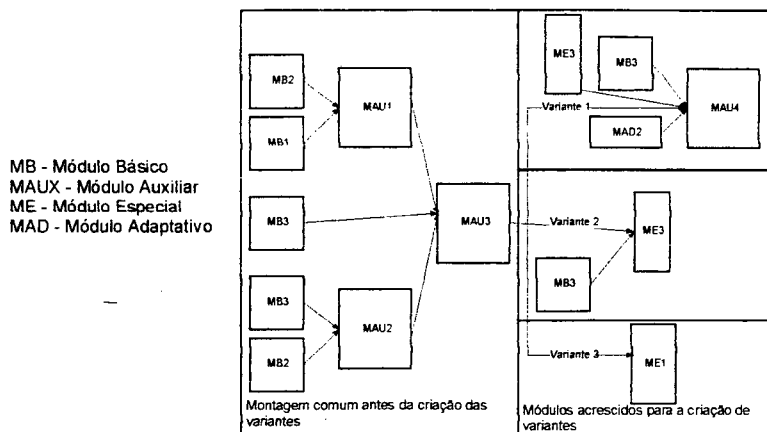 MB - Módulo Básico
MAUX - Módulo Auxiliar
ME - Módulo Especial
MAD - Módulo Adaptativo
MB2
MB1
MAU1
MB3
MAU3
MB3
MB2
MAU2
Montagem comum antes da criação das
variantes
ME3
MB3
MAU4
Variante 1
MAD2
Variante 2
ME3
MB3
Variante 3
ME1
Módulos acrescidos para a criação de
variantes